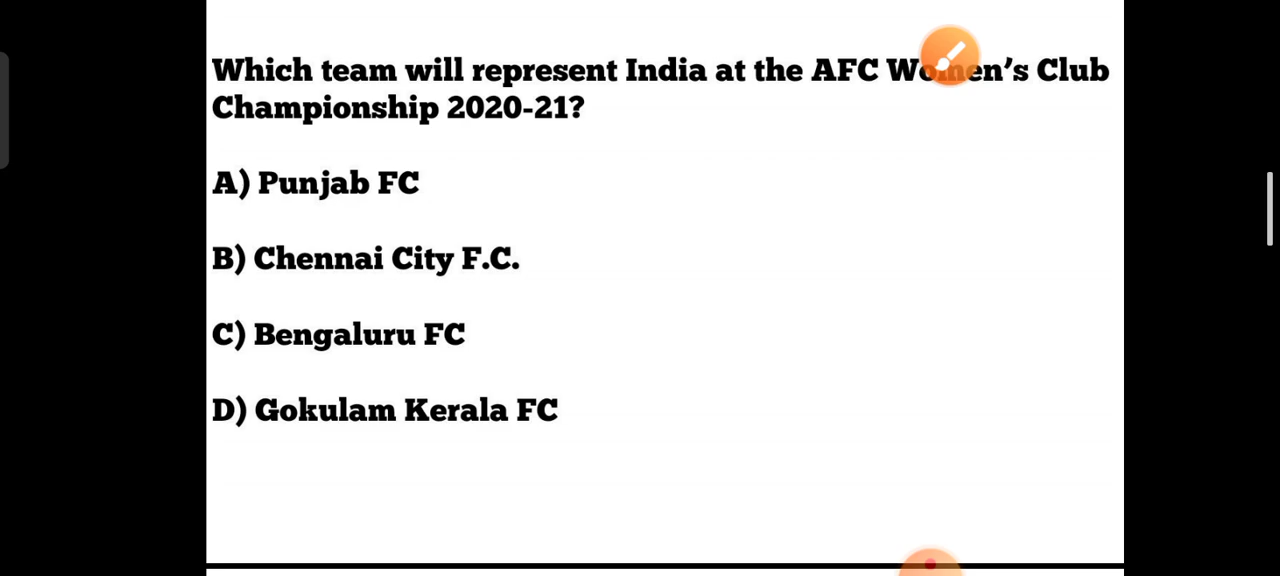 Which team will represent India at the AFC Women’s Club
Championship 2020-21?
A) Punjab FC
B) Chennai City F.C.
C) Bengaluru FC
D) Gokulam Kerala FC